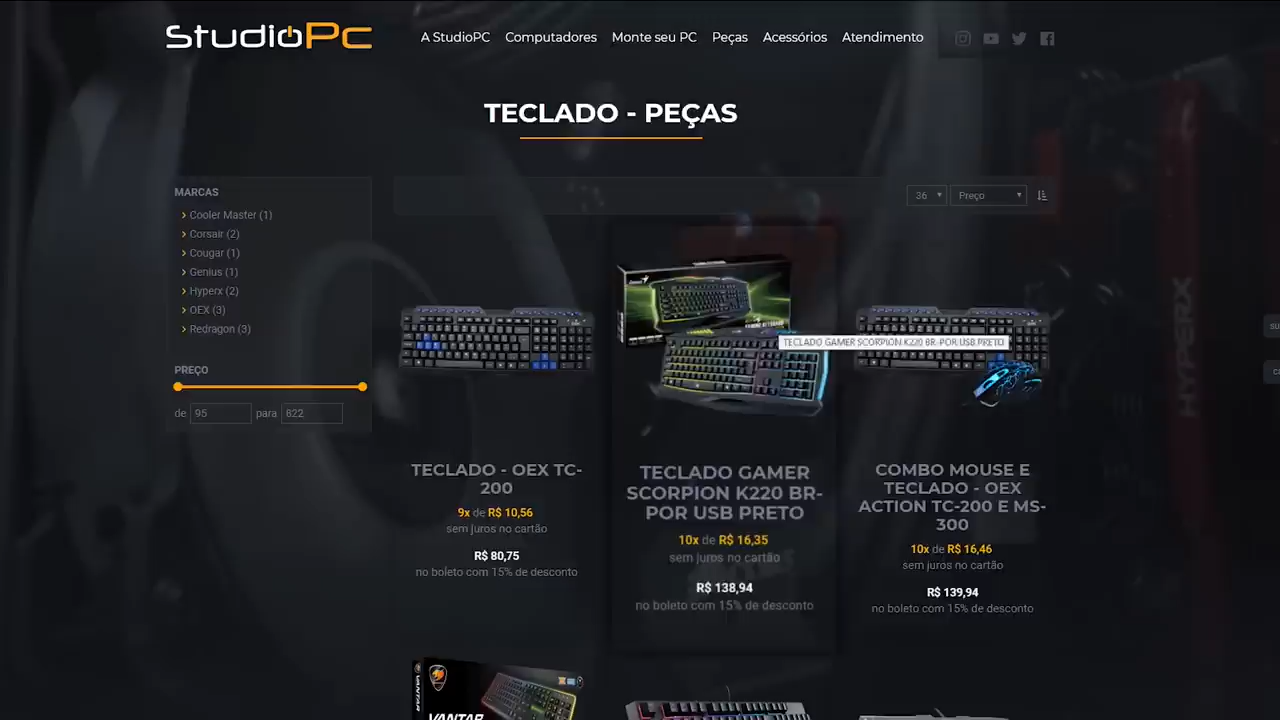 StudioPc
A StudioPC Computadores Monte seu PC Peças Acessórios Atendimento
TECLADO - PEÇAS
MARCAS
Cooler Master (1)
Corsair (2)
Cougar (1)
Genius (1)
Hyperx (2)
OEX (3)
Redragon (3)
PREÇO
de 95 para 822
36 Preço
TECLADO GAMER SCORPION K220 BR-POR USB PRETO
HYPERX
TECLADO - OEX TC-
200
9x de R$ 10,56
sem juros no cartão
R$ 80,75
no boleto com 15% de desconto
TECLADO GAMER
SCORPION K220 BR-
POR USB PRETO
10x de R$ 16,35
sem juros no cartão
R$ 138,94
no boleto com 15% de desconto
COMBO MOUSE E
TECLADO - OEX
ACTION TC-200 E MS-
300
10x de R$ 16,46
sem juros no cartão
R$ 139,94
no boleto com 15% de desconto
VANTAR
VANTAR